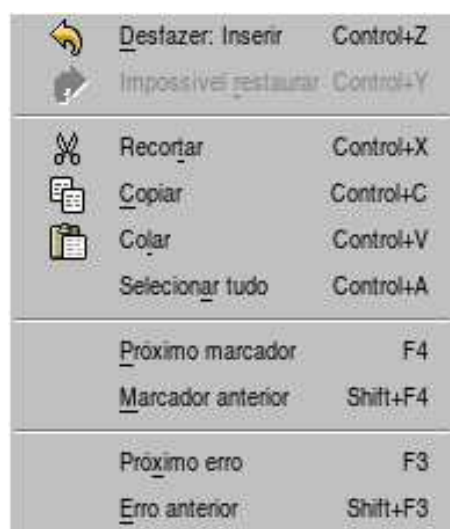 Desfazer: Inserir Control+Z
Impossível restaurar Control+Y
Recortar Control+X
Copiar Control+C
Colar Control+V
Selecionar tudo Control+A
Próximo marcador F4
Marcador anterior Shift+F4
Próximo erro F3
Erro anterior Shift+F3